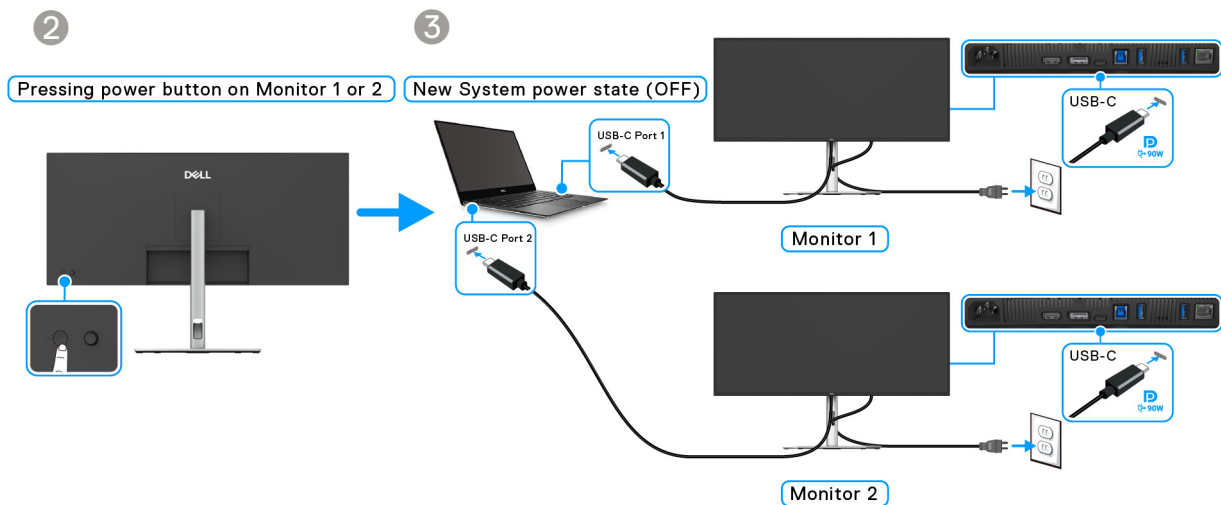 2
3
Pressing power button on Monitor 1 or 2
New System power state (OFF)
DELL
USB-C Port 1
USB-C
90W
Monitor 1
USB-C Port 2
USB-C
90W
Monitor 2